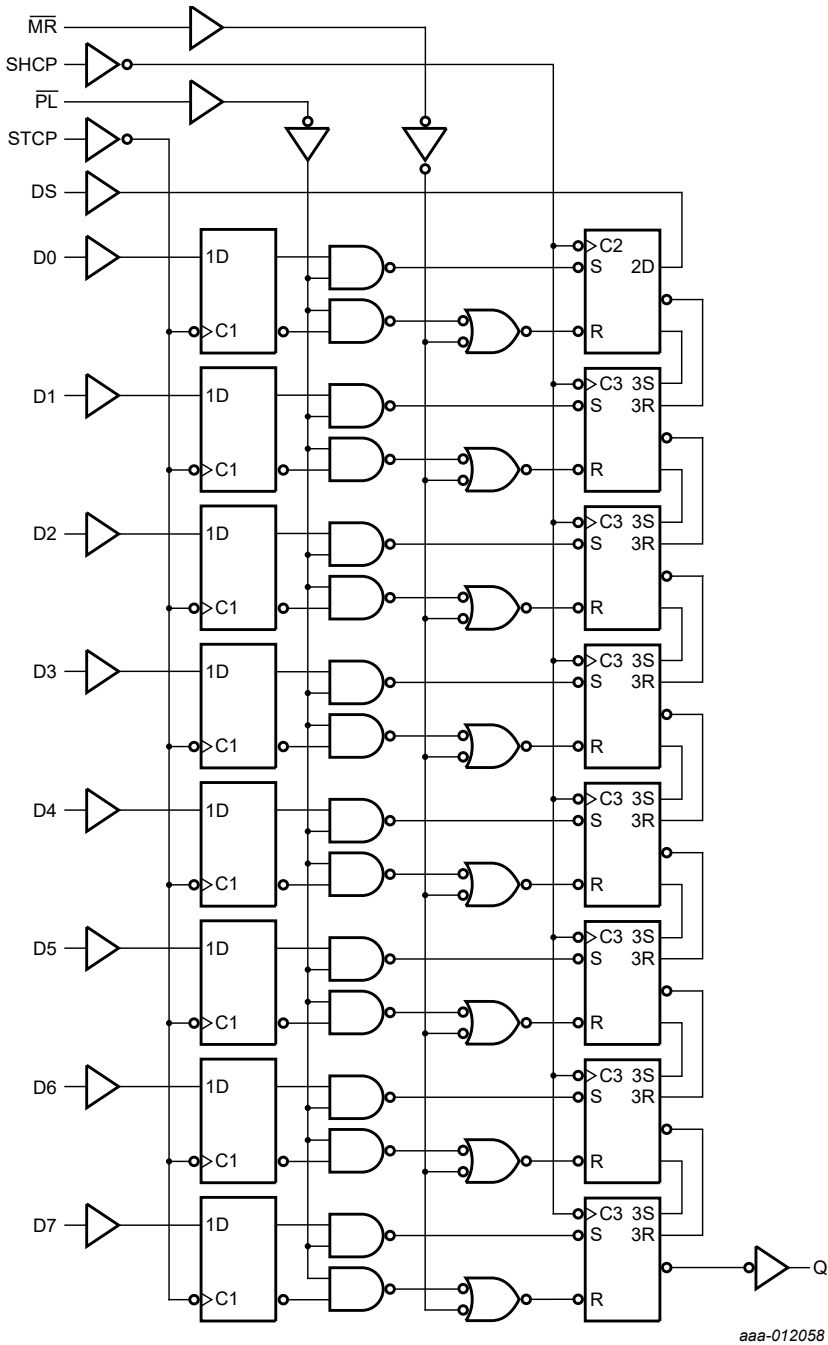 M̅R̅
SHCP
P̅L̅
STCP
DS
D0
1D
C1
C2
S 2D
R
D1
1D
C1
C3 3S
S 3R
R
D2
1D
C1
C3 3S
S 3R
R
D3
1D
C1
C3 3S
S 3R
R
D4
1D
C1
C3 3S
S 3R
R
D5
1D
C1
C3 3S
S 3R
R
D6
1D
C1
C3 3S
S 3R
R
D7
1D
C1
C3 3S
S 3R
R
Q
aaa-012058